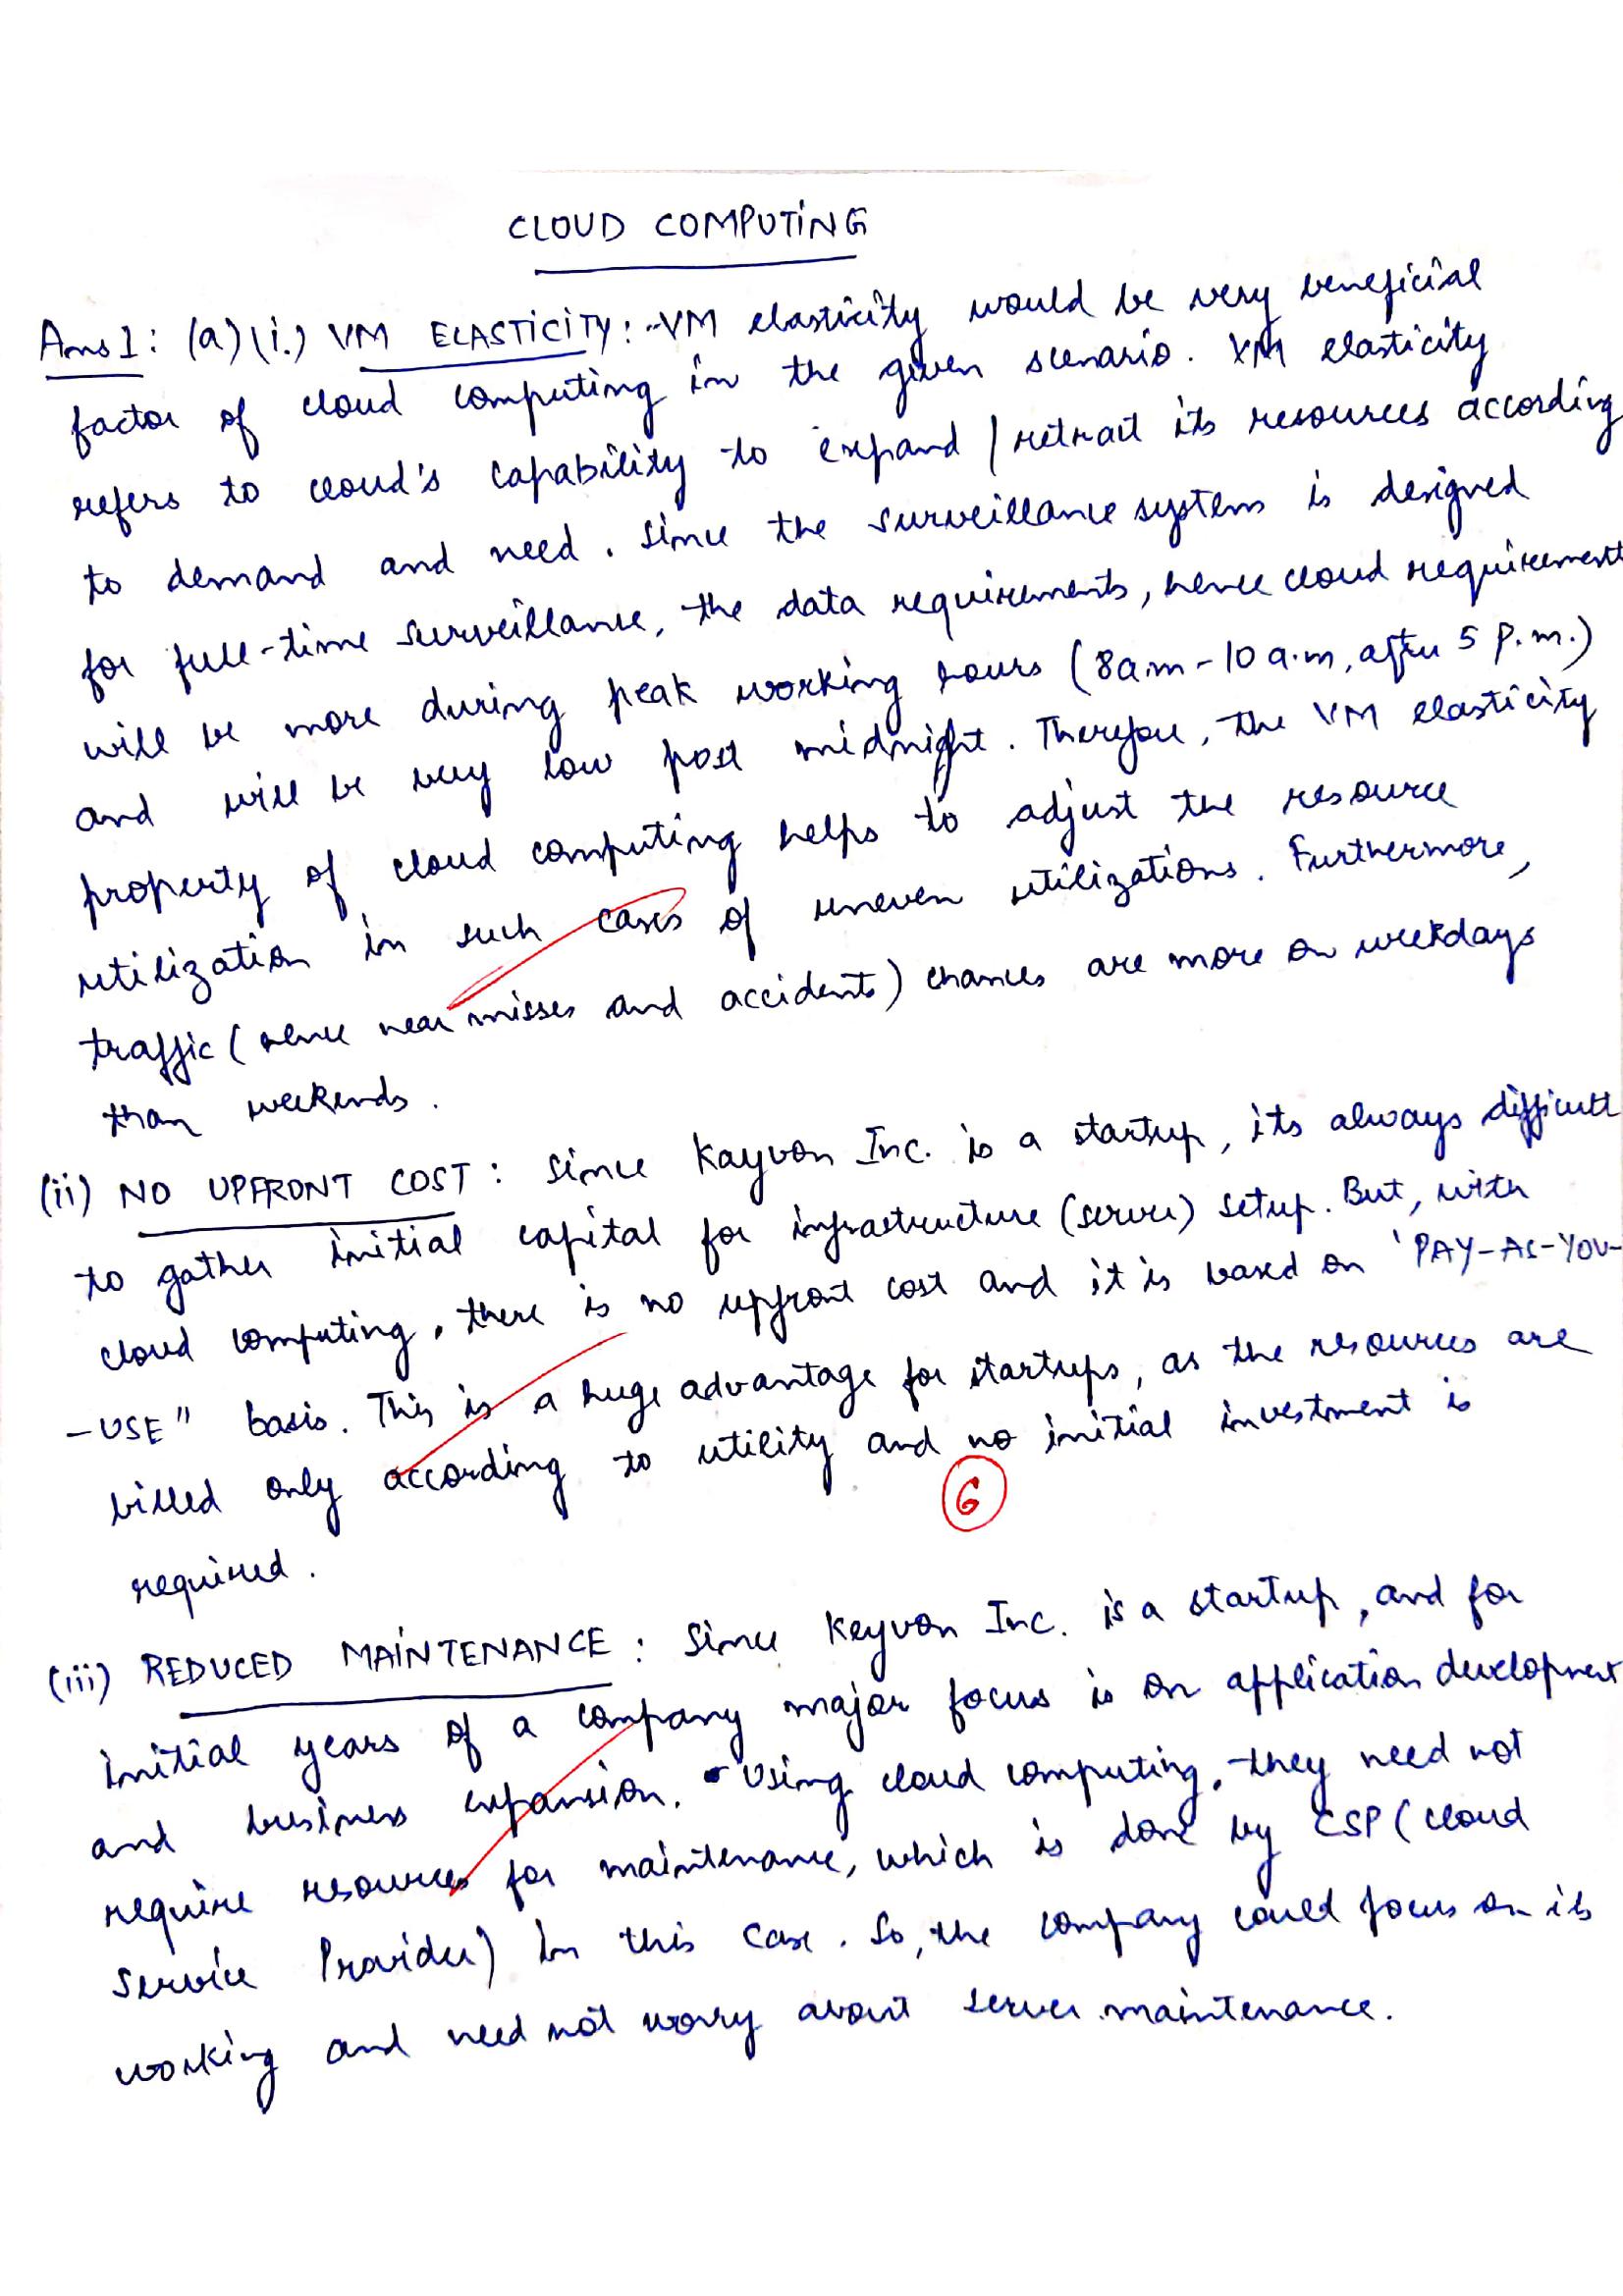 CLOUD COMPUTING
Ans 1: (a) (i.) VM ELASTICITY: - VM elasticity would be very beneficial
factor of cloud computing in the given scenario. VM elasticity
refers to cloud's capability to expand / retrait its resources according
to demand and need. Since the surveillance system is designed
for full-time surveillance, the data requirements, hence cloud requirement
will be more during peak working hours (8 a.m - 10 a.m, after 5 p.m.)
and will be very low post midnight. Therefore, the VM elasticity
property of cloud computing helps to adjust the resource
utilization in such cases of uneven utilizations. Furthermore,
traffic (hence near misses and accidents) chances are more on weekdays
than weekends.
(ii) NO UPFRONT COST: Since Kayvon Inc. is a startup, its always difficult
to gather initial capital for infrastructure (server) setup. But, with
cloud computing, there is no upfront cost and it is based on 'PAY-AS-YOU-
-USE" basis. This is a huge advantage for startups, as the resources are
billed only according to utility and no initial investment is
6
required.
(iii) REDUCED MAINTENANCE: Since Keyvon Inc. is a startup, and for
initial years of a company major focus is on application development
and business expansion. Using cloud computing, they need not
require resources for maintenance, which is done by CSP (cloud
Service Provider) in this case. So, the company could focus on its
working and need not worry about server maintenance.